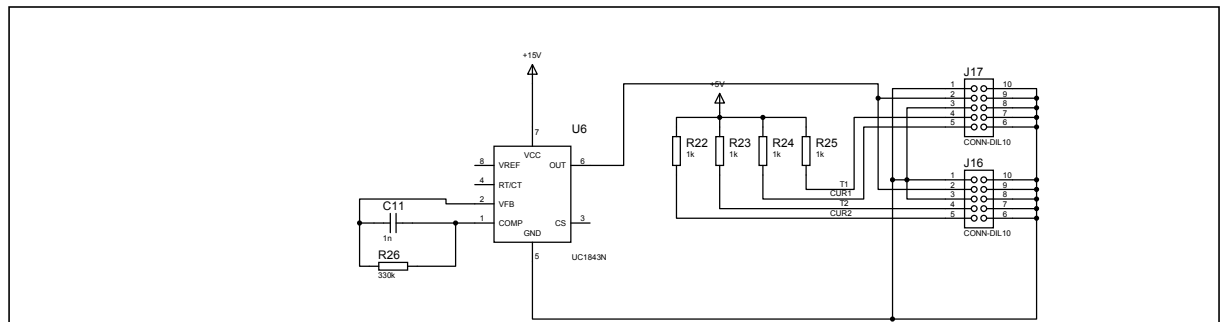 +15V
+5V
J17
1 10
2 9
3 8
4 7
5 6
CONN-DIL10
7
U6
VCC
8 VREF OUT 6
4 RT/CT
2 VFB
1 COMP CS 3
GND
5
UC1843N
C11
1n
R26
330k
R22
1k
R23
1k
R24
1k
R25
1k
T1
CUR1
T2
CUR2
J16
1 10
2 9
3 8
4 7
5 6
CONN-DIL10